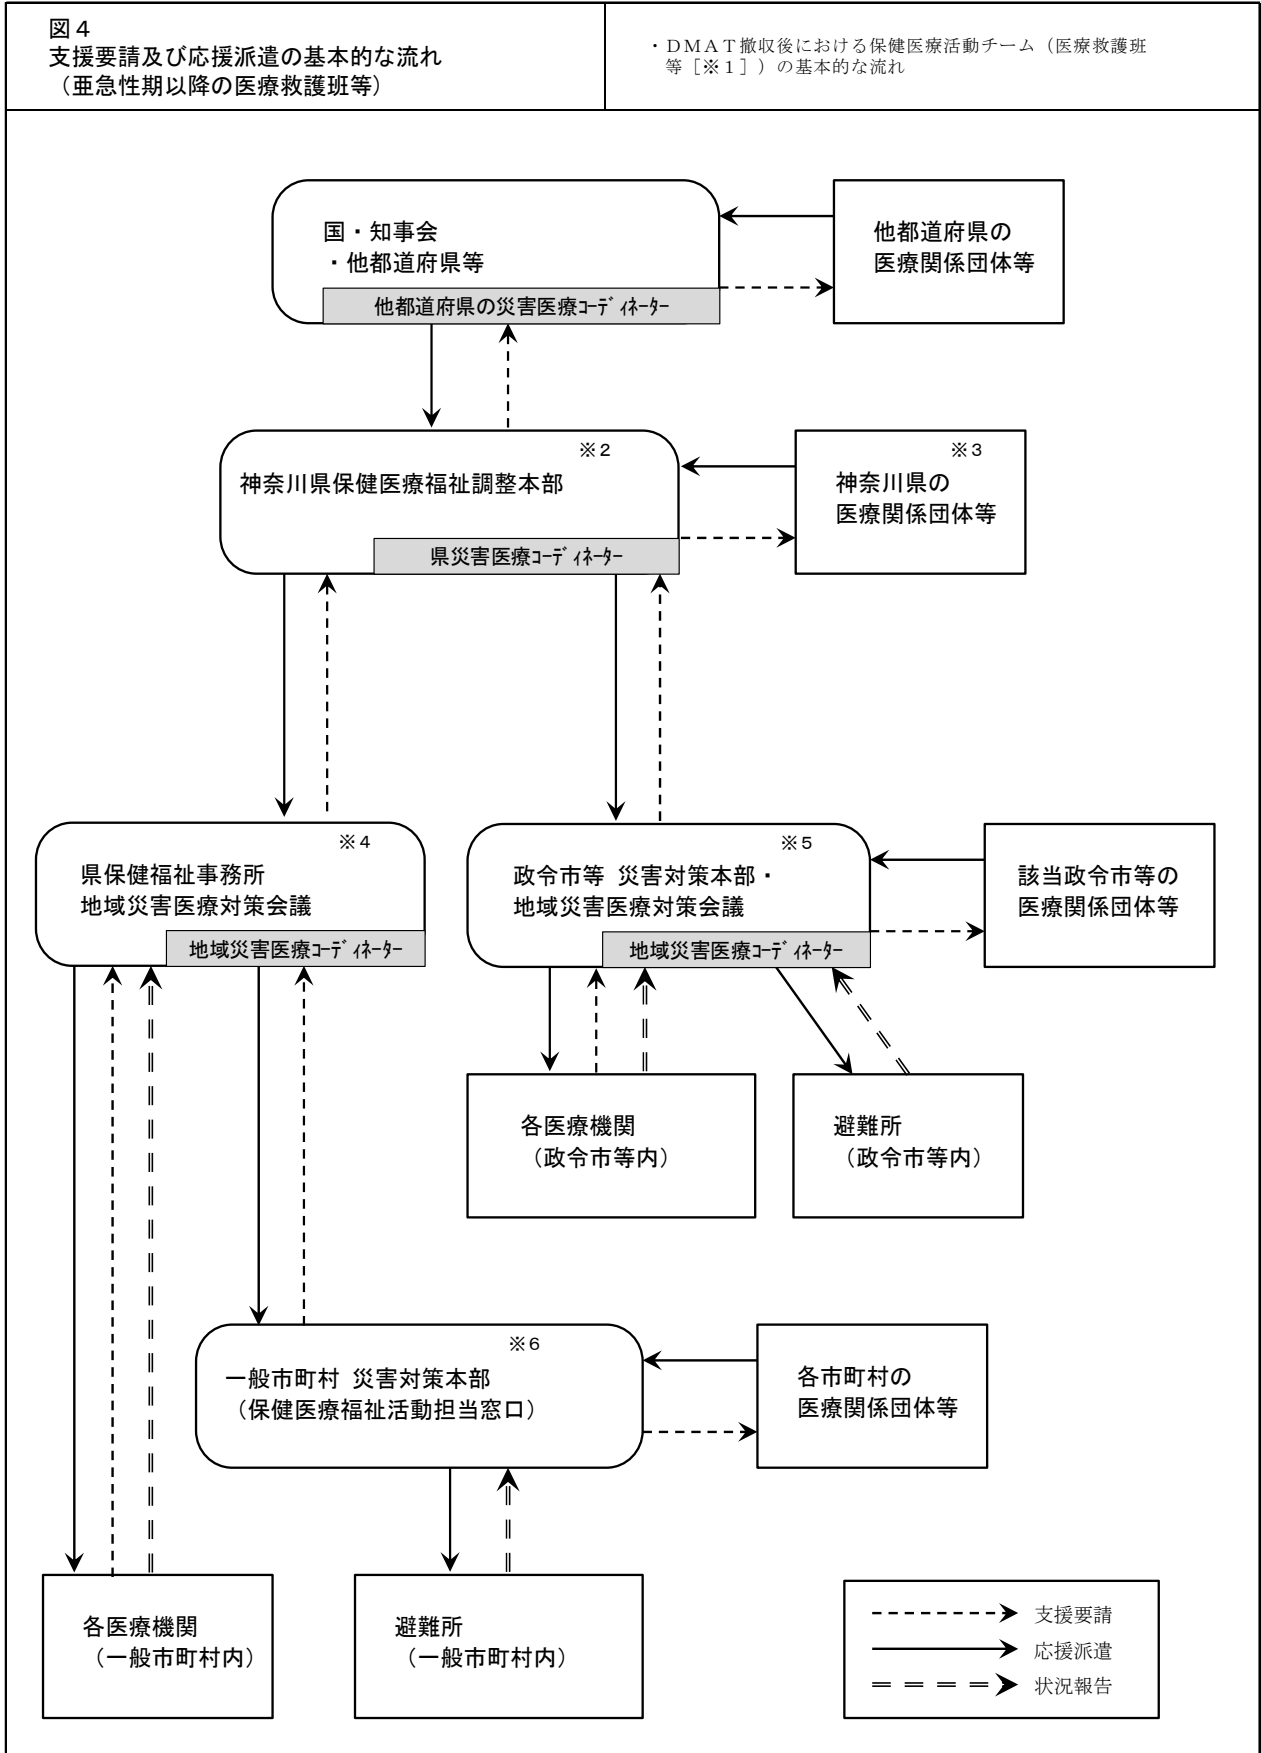 図４
支援要請及び応援派遣の基本的な流れ
（亜急性期以降の医療救護班等）
・ＤＭＡＴ撤収後における保健医療活動チーム（医療救護班
等［※１］）の基本的な流れ
国・知事会
・他都道府県等
他都道府県の災害医療ｺｰﾃﾞｨﾈｰﾀｰ
他都道府県の
医療関係団体等
※２
神奈川県保健医療福祉調整本部
県災害医療ｺｰﾃﾞｨﾈｰﾀｰ
※３
神奈川県の
医療関係団体等
※４
県保健福祉事務所
地域災害医療対策会議
地域災害医療ｺｰﾃﾞｨﾈｰﾀｰ
※５
政令市等 災害対策本部・
地域災害医療対策会議
地域災害医療ｺｰﾃﾞｨﾈｰﾀｰ
該当政令市等の
医療関係団体等
各医療機関
（政令市等内）
避難所
（政令市等内）
※６
一般市町村 災害対策本部
（保健医療福祉活動担当窓口）
各市町村の
医療関係団体等
各医療機関
（一般市町村内）
避難所
（一般市町村内）
支援要請
応援派遣
状況報告